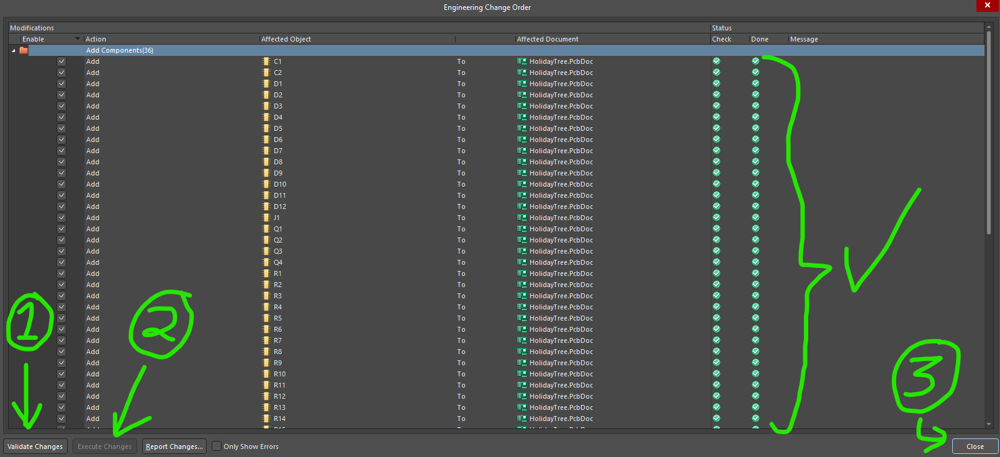 Engineering Change Order
Modifications Status
Enable Action Affected Object Affected Document Check Done Message
Add Components(36)
Add C1 To HolidayTree.PcbDoc
Add C2 To HolidayTree.PcbDoc
Add D1 To HolidayTree.PcbDoc
Add D2 To HolidayTree.PcbDoc
Add D3 To HolidayTree.PcbDoc
Add D4 To HolidayTree.PcbDoc
Add D5 To HolidayTree.PcbDoc
Add D6 To HolidayTree.PcbDoc
Add D7 To HolidayTree.PcbDoc
Add D8 To HolidayTree.PcbDoc
Add D9 To HolidayTree.PcbDoc
Add D10 To HolidayTree.PcbDoc
Add D11 To HolidayTree.PcbDoc
Add D12 To HolidayTree.PcbDoc
Add J1 To HolidayTree.PcbDoc
Add Q1 To HolidayTree.PcbDoc
Add Q2 To HolidayTree.PcbDoc
Add Q3 To HolidayTree.PcbDoc
Add Q4 To HolidayTree.PcbDoc
Add R1 To HolidayTree.PcbDoc
Add R2 To HolidayTree.PcbDoc
Add R3 To HolidayTree.PcbDoc
Add R4 To HolidayTree.PcbDoc
Add R5 To HolidayTree.PcbDoc
Add R6 To HolidayTree.PcbDoc
Add R7 To HolidayTree.PcbDoc
Add R8 To HolidayTree.PcbDoc
Add R9 To HolidayTree.PcbDoc
Add R10 To HolidayTree.PcbDoc
Add R11 To HolidayTree.PcbDoc
Add R12 To HolidayTree.PcbDoc
Add R13 To HolidayTree.PcbDoc
Add R14 To HolidayTree.PcbDoc
1
2
3
Validate Changes Execute Changes Report Changes... Only Show Errors Close